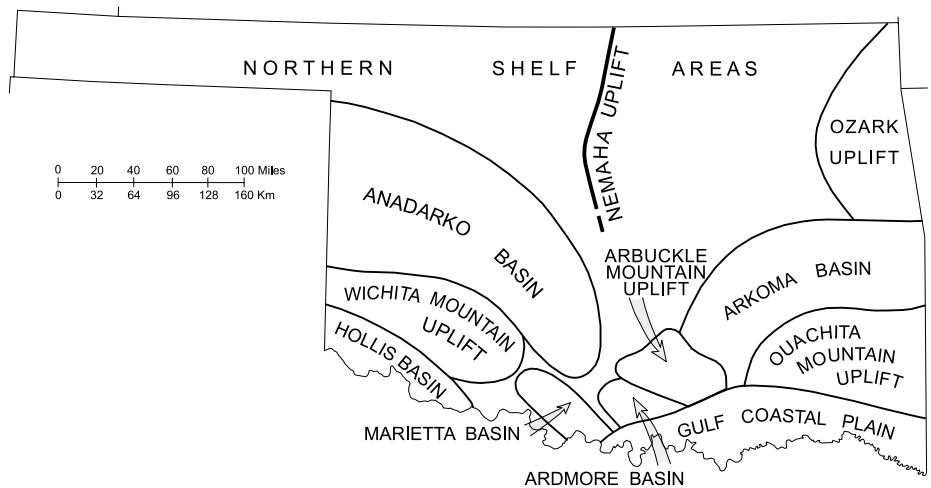 NORTHERN SHELF AREAS
NEMAHA UPLIFT
OZARK
UPLIFT
0 20 40 60 80 100 Miles
0 32 64 96 128 160 Km
ANADARKO
BASIN
ARBUCKLE
MOUNTAIN
UPLIFT
ARKOMA BASIN
WICHITA MOUNTAIN
UPLIFT
HOLLIS BASIN
OUACHITA
MOUNTAIN
UPLIFT
MARIETTA BASIN
GULF COASTAL PLAIN
ARDMORE BASIN